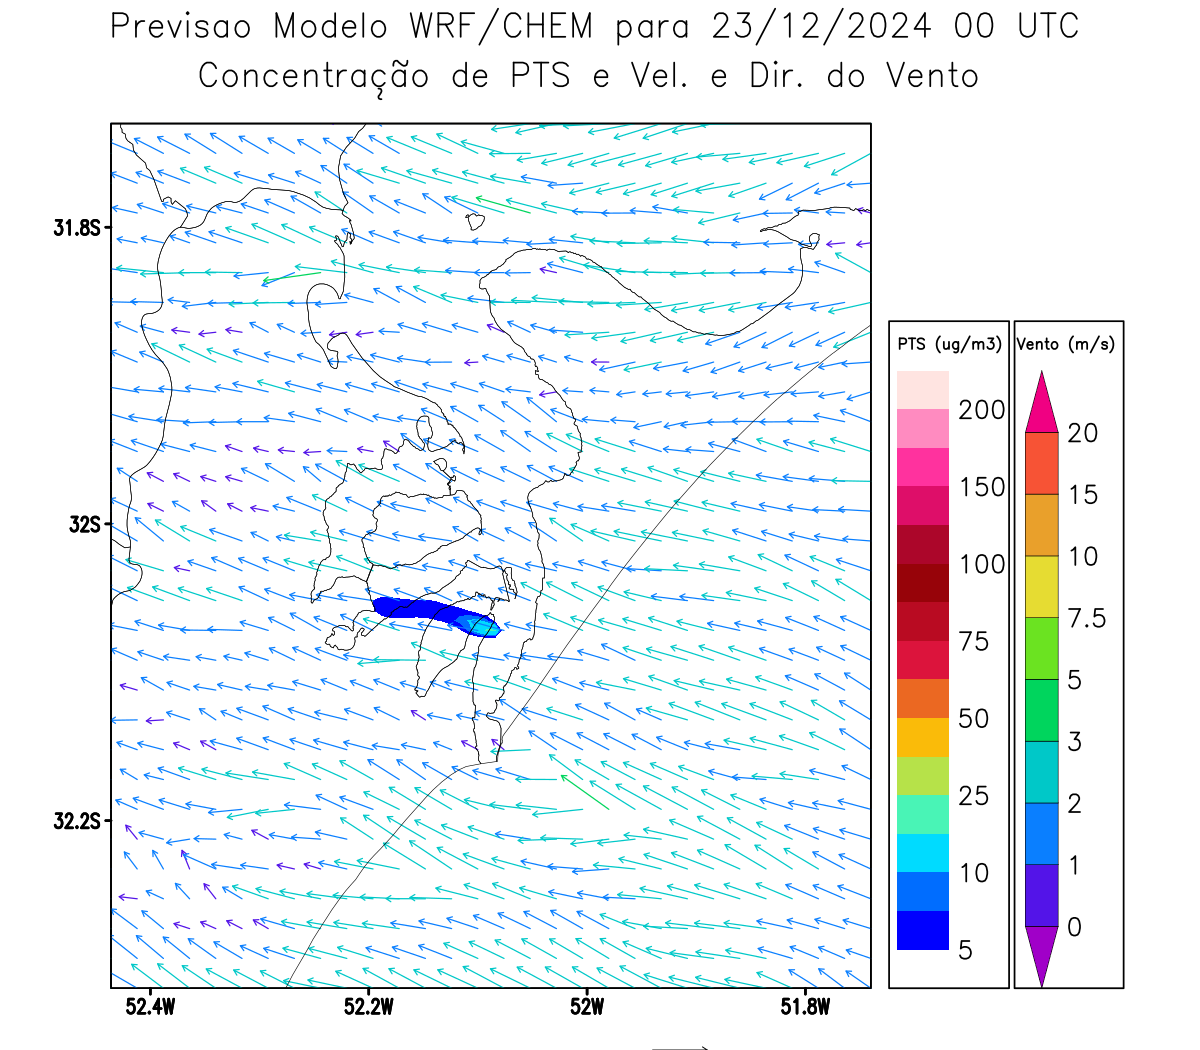 Previsao Modelo WRF/CHEM para 23/12/2024 00 UTC
Concentração de PTS e Vel. e Dir. do Vento
31.8S
32S
32.2S
52.4W
52.2W
52W
51.8W
PTS (ug/m3)
200
150
100
75
50
25
10
5
Vento (m/s)
20
15
10
7.5
5
3
2
1
0